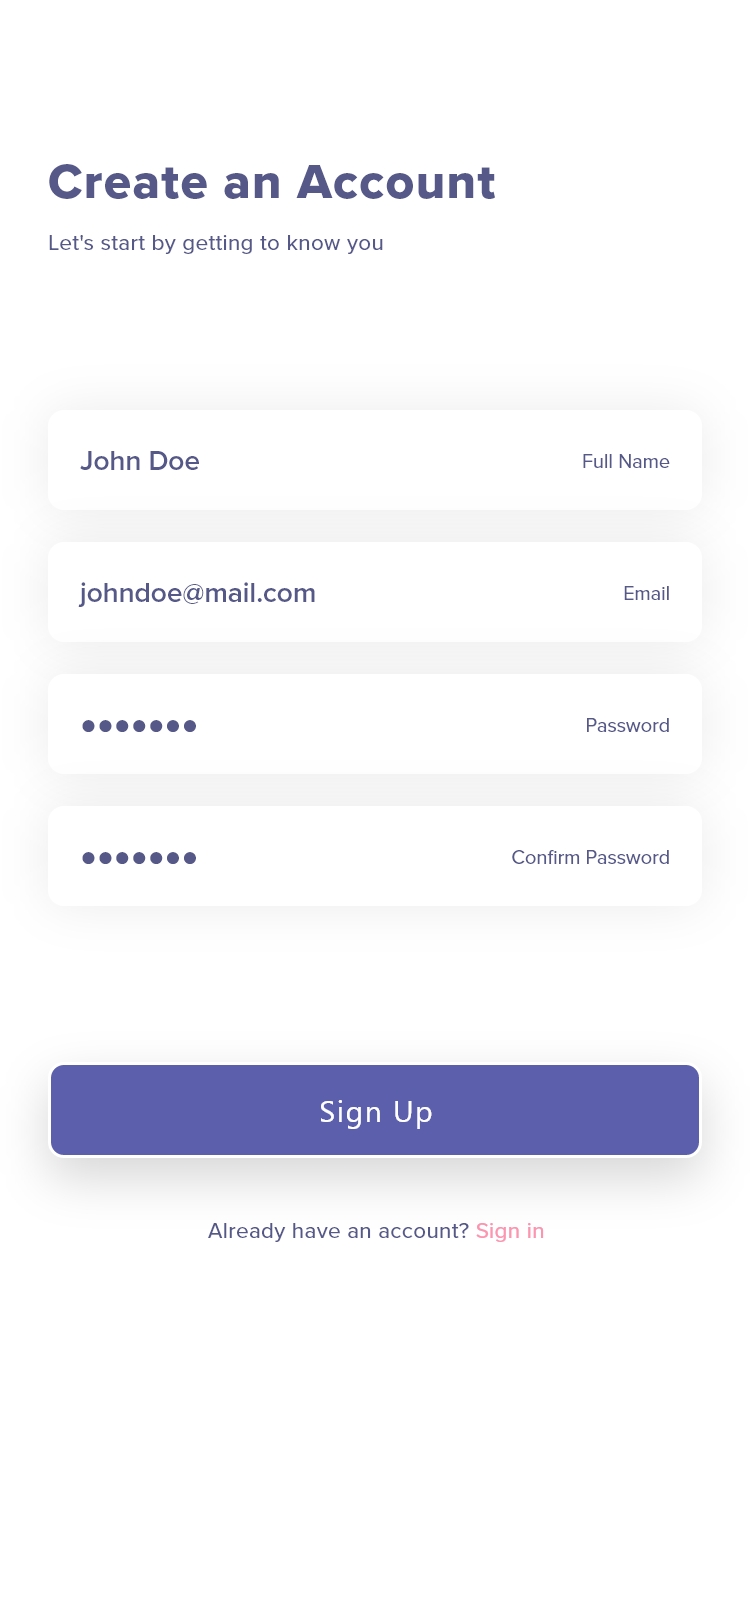 Create an Account
Let's start by getting to know you
John Doe Full Name
johndoe@mail.com Email
●●●●●●● Password
●●●●●●● Confirm Password
Sign Up
Already have an account? Sign in